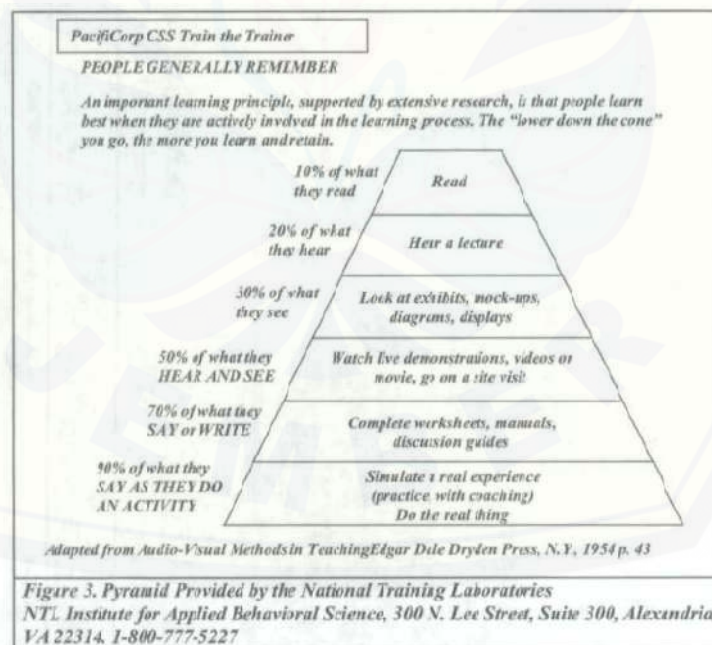 PacifiCorp CSS Train the Trainer
PEOPLE GENERALLY REMEMBER
An important learning principle, supported by extensive research, is that people learn
best when they are actively involved in the learning process. The "lower down the cone"
you go, the more you learn and retain.
10% of what
they read
Read
20% of what
they hear
Hear a lecture
30% of what
they see
Look at exhibits, mock-ups,
diagrams, displays
50% of what they
HEAR AND SEE
Watch live demonstrations, videos or
movie, go on a site visit
70% of what they
SAY or WRITE
Complete worksheets, manuals,
discussion guides
90% of what they
SAY AS THEY DO
AN ACTIVITY
Simulate a real experience
(practice with coaching)
Do the real thing
Adapted from Audio-Visual Methods in Teaching Edgar Dale Dryden Press, N.Y, 1954 p. 43
Figure 3. Pyramid Provided by the National Training Laboratories
NTL Institute for Applied Behavioral Science, 300 N. Lee Street, Suite 300, Alexandria
VA 22314. 1-800-777-5227